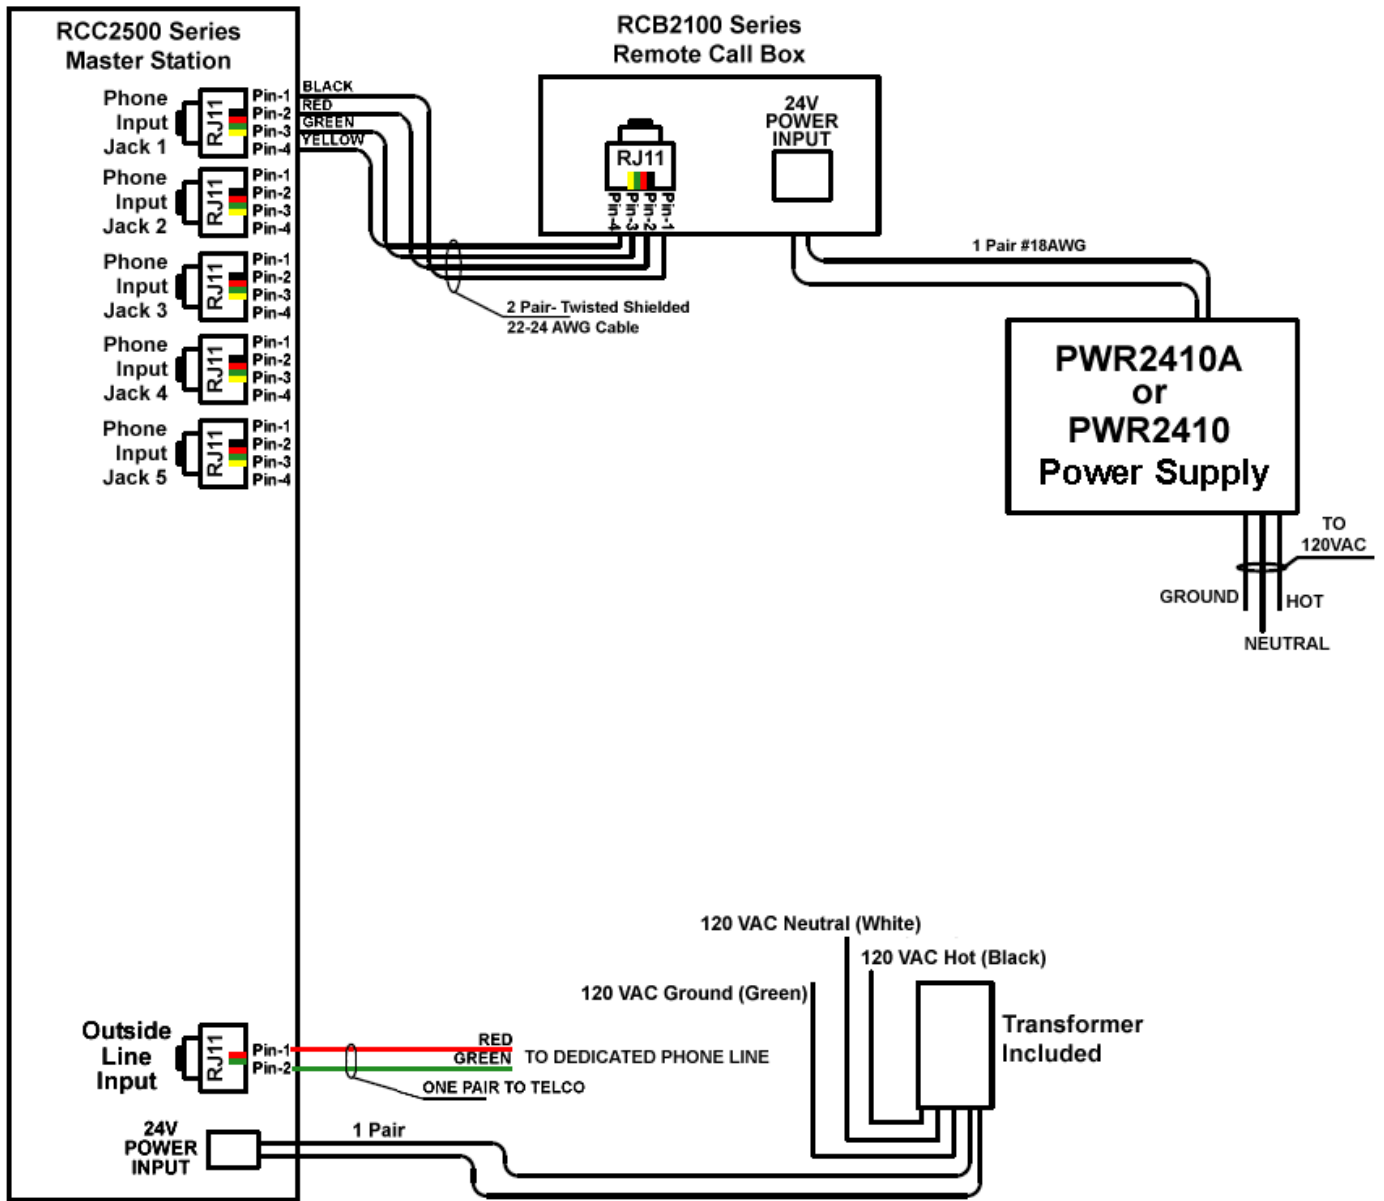 RCC2500 Series
Master Station
Phone
Input
Jack 1
RJ11
Pin-1
Pin-2
Pin-3
Pin-4
BLACK
RED
GREEN
YELLOW
Phone
Input
Jack 2
RJ11
Pin-1
Pin-2
Pin-3
Pin-4
Phone
Input
Jack 3
RJ11
Pin-1
Pin-2
Pin-3
Pin-4
Phone
Input
Jack 4
RJ11
Pin-1
Pin-2
Pin-3
Pin-4
Phone
Input
Jack 5
RJ11
Pin-1
Pin-2
Pin-3
Pin-4
RCB2100 Series
Remote Call Box
RJ11
Pin-4
Pin-3
Pin-2
Pin-1
24V
POWER
INPUT
2 Pair- Twisted Shielded
22-24 AWG Cable
1 Pair #18AWG
PWR2410A
or
PWR2410
Power Supply
TO
120VAC
GROUND
HOT
NEUTRAL
120 VAC Neutral (White)
120 VAC Hot (Black)
120 VAC Ground (Green)
Transformer
Included
Outside
Line
Input
RJ11
Pin-1
Pin-2
RED
GREEN
TO DEDICATED PHONE LINE
ONE PAIR TO TELCO
24V
POWER
INPUT
1 Pair